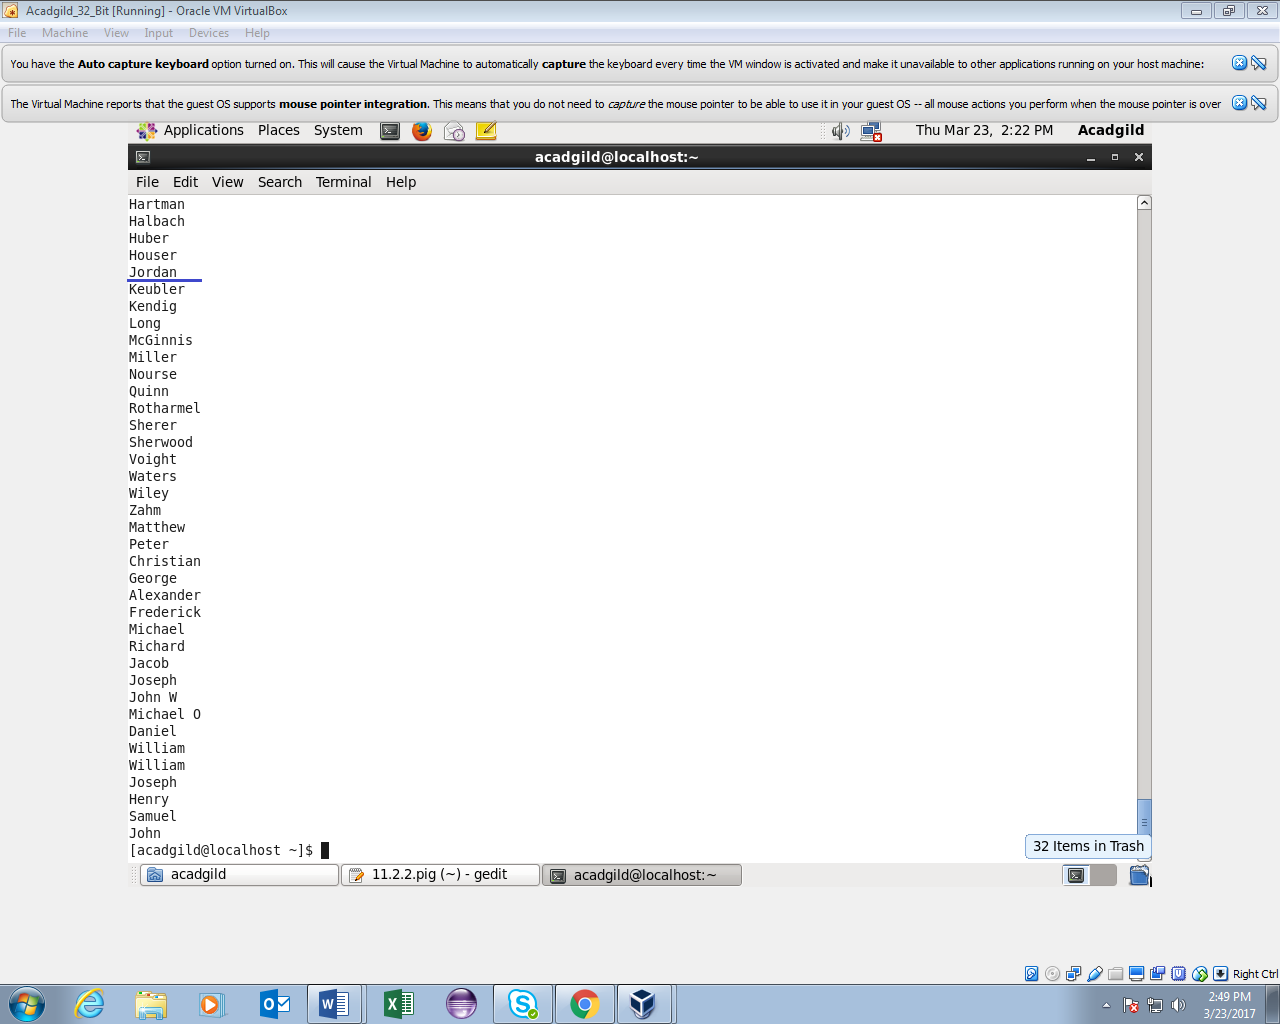 Acadgild_32_Bit [Running] - Oracle VM VirtualBox
File Machine View Input Devices Help
You have the Auto capture keyboard option turned on. This will cause the Virtual Machine to automatically capture the keyboard every time the VM window is activated and make it unavailable to other applications running on your host machine:
The Virtual Machine reports that the guest OS supports mouse pointer integration. This means that you do not need to capture the mouse pointer to be able to use it in your guest OS -- all mouse actions you perform when the mouse pointer is over
Applications Places System Thu Mar 23, 2:22 PM Acadgild
acadgild@localhost:~
File Edit View Search Terminal Help
Hartman
Halbach
Huber
Houser
Jordan
Keubler
Kendig
Long
McGinnis
Miller
Nourse
Quinn
Rotharmel
Sherer
Sherwood
Voight
Waters
Wiley
Zahm
Matthew
Peter
Christian
George
Alexander
Frederick
Michael
Richard
Jacob
Joseph
John W
Michael O
Daniel
William
William
Joseph
Henry
Samuel
John
[acadgild@localhost ~]$
32 Items in Trash
acadgild 11.2.2.pig (~) - gedit acadgild@localhost:~
Right Ctrl
2:49 PM
3/23/2017